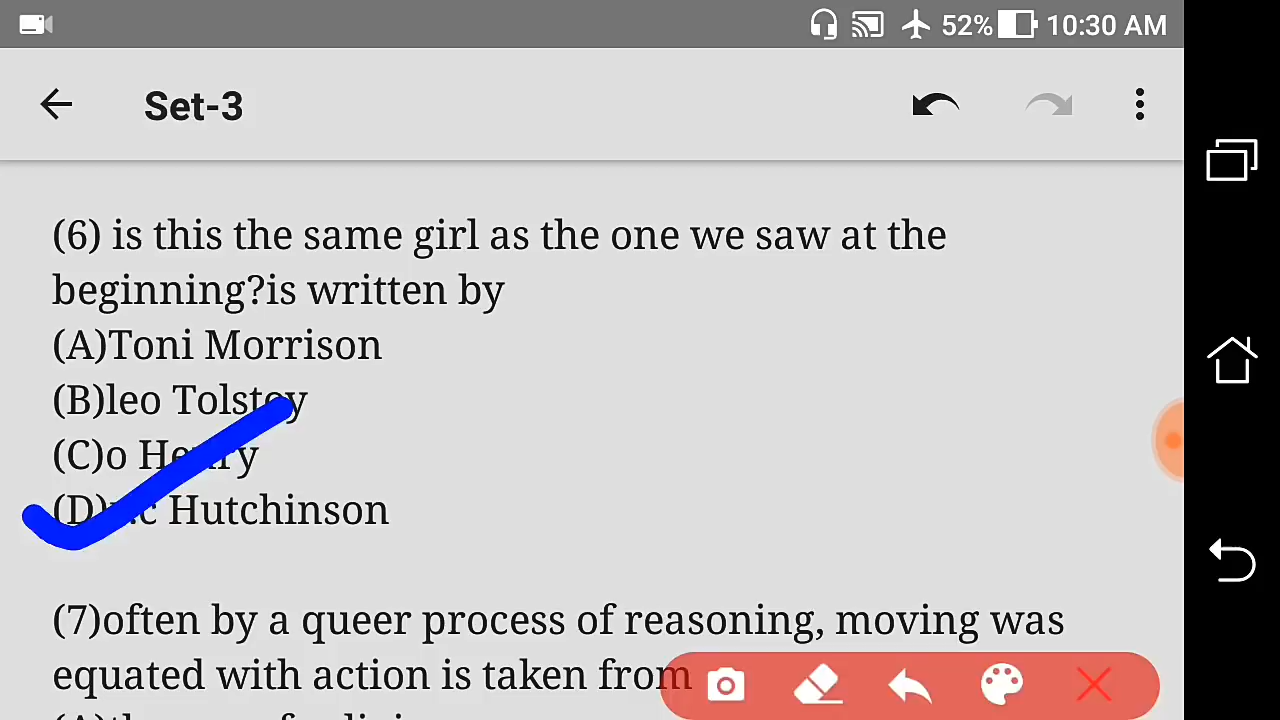 52% 10:30 AM
Set-3
(6) is this the same girl as the one we saw at the
beginning?is written by
(A)Toni Morrison
(B)leo Tolstoy
(C)o Henry
(D) Hutchinson
(7)often by a queer process of reasoning, moving was
equated with action is taken from